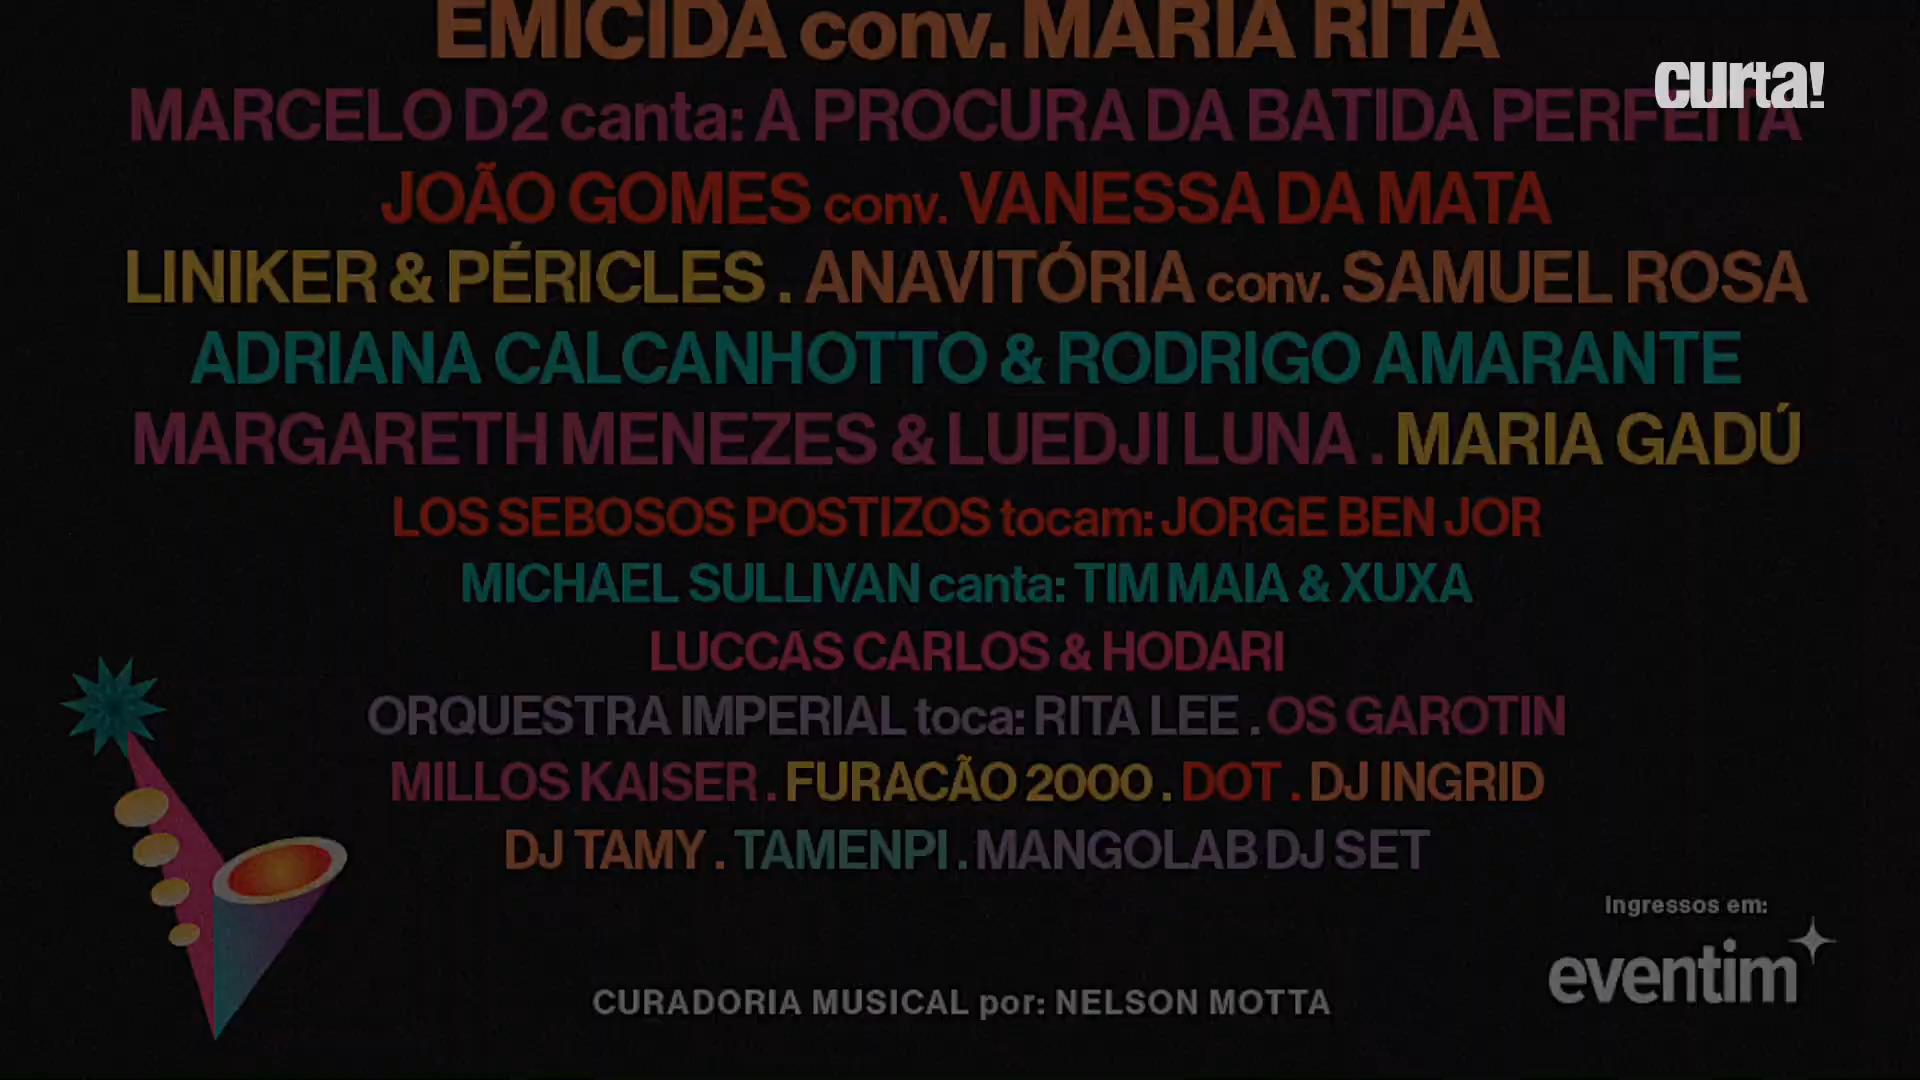 EMICIDA conv. MARIA RITA
curta!
MARCELO D2 canta: A PROCURA DA BATIDA PERFEITA
JOÃO GOMES conv. VANESSA DA MATA
LINIKER & PÉRICLES . ANAVITÓRIA conv. SAMUEL ROSA
ADRIANA CALCANHOTTO & RODRIGO AMARANTE
MARGARETH MENEZES & LUEDJI LUNA . MARIA GADÚ
LOS SEBOSOS POSTIZOS tocam: JORGE BEN JOR
MICHAEL SULLIVAN canta: TIM MAIA & XUXA
LUCCAS CARLOS & HODARI
ORQUESTRA IMPERIAL toca: RITA LEE . OS GAROTIN
MILLOS KAISER . FURACÃO 2000 . DOT . DJ INGRID
DJ TAMY . TAMENPI . MANGOLAB DJ SET
Ingressos em:
eventim
CURADORIA MUSICAL por: NELSON MOTTA